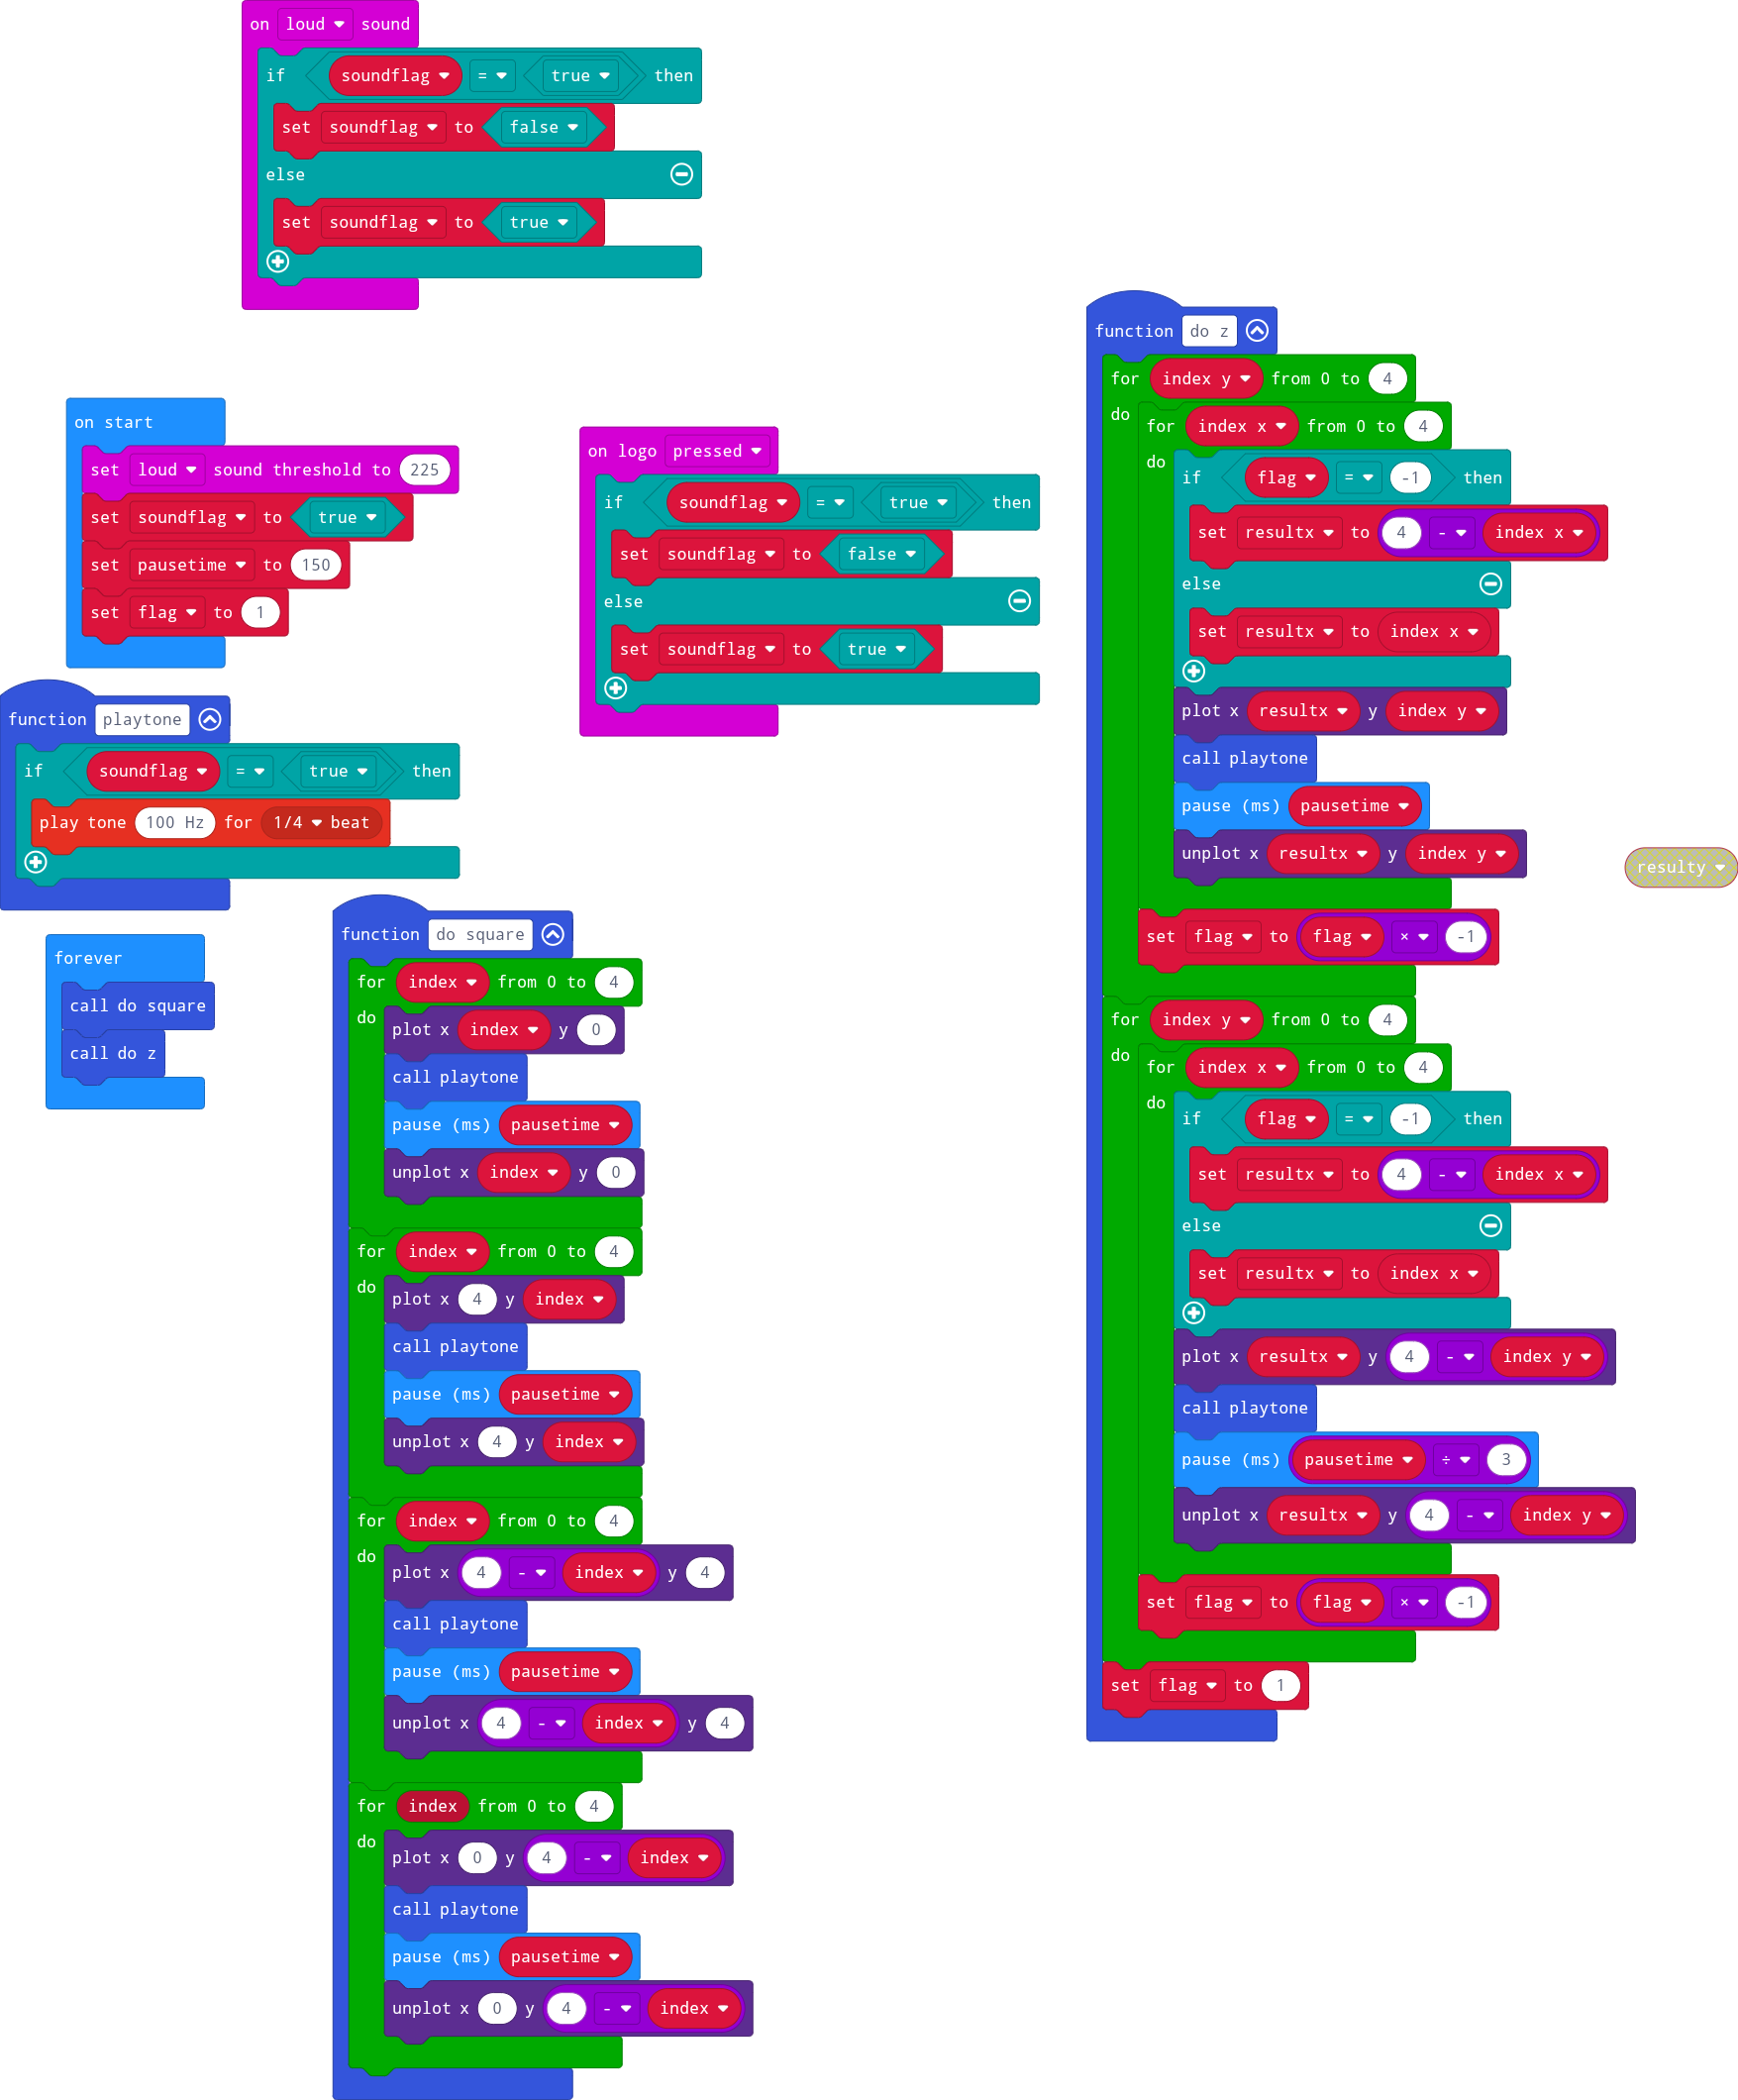 on loud sound
if soundflag = true then
set soundflag to false
else
set soundflag to true
on start
set loud sound threshold to 225
set soundflag to true
set pausetime to 150
set flag to 1
on logo pressed
if soundflag = true then
set soundflag to false
else
set soundflag to true
function playtone
if soundflag = true then
play tone 100 Hz for 1/4 beat
forever
call do square
call do z
function do square
for index from 0 to 4
do
plot x index y 0
call playtone
pause (ms) pausetime
unplot x index y 0
for index from 0 to 4
do
plot x 4 y index
call playtone
pause (ms) pausetime
unplot x 4 y index
for index from 0 to 4
do
plot x 4 - index y 4
call playtone
pause (ms) pausetime
unplot x 4 - index y 4
for index from 0 to 4
do
plot x 0 y 4 - index
call playtone
pause (ms) pausetime
unplot x 0 y 4 - index
function do z
for index y from 0 to 4
do
for index x from 0 to 4
do
if flag = -1 then
set resultx to 4 - index x
else
set resultx to index x
plot x resultx y index y
call playtone
pause (ms) pausetime
unplot x resultx y index y
set flag to flag × -1
for index y from 0 to 4
do
for index x from 0 to 4
do
if flag = -1 then
set resultx to 4 - index x
else
set resultx to index x
plot x resultx y 4 - index y
call playtone
pause (ms) pausetime ÷ 3
unplot x resultx y 4 - index y
set flag to flag × -1
set flag to 1
resulty